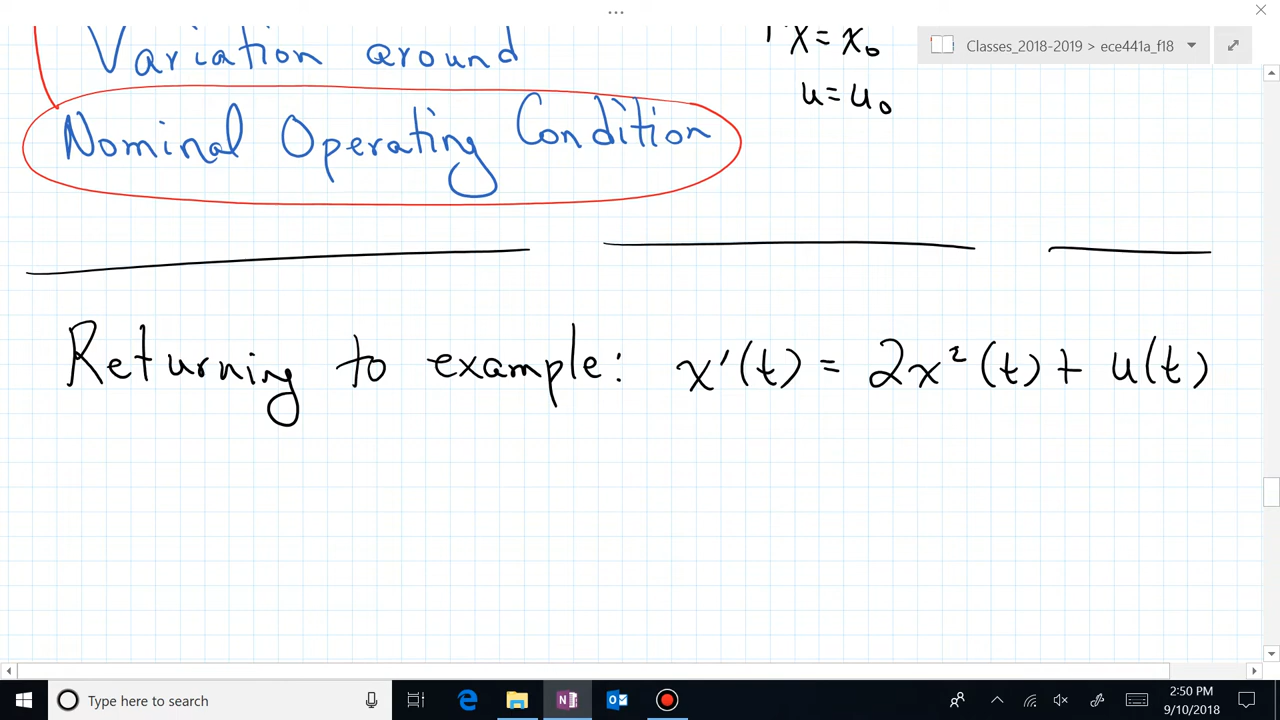 Variation around
x = x₀
Classes_2018-2019 > ece441a_f18
u = u₀
Nominal Operating Condition
Returning to example: x'(t) = 2x²(t) + u(t)
Type here to search
2:50 PM
9/10/2018